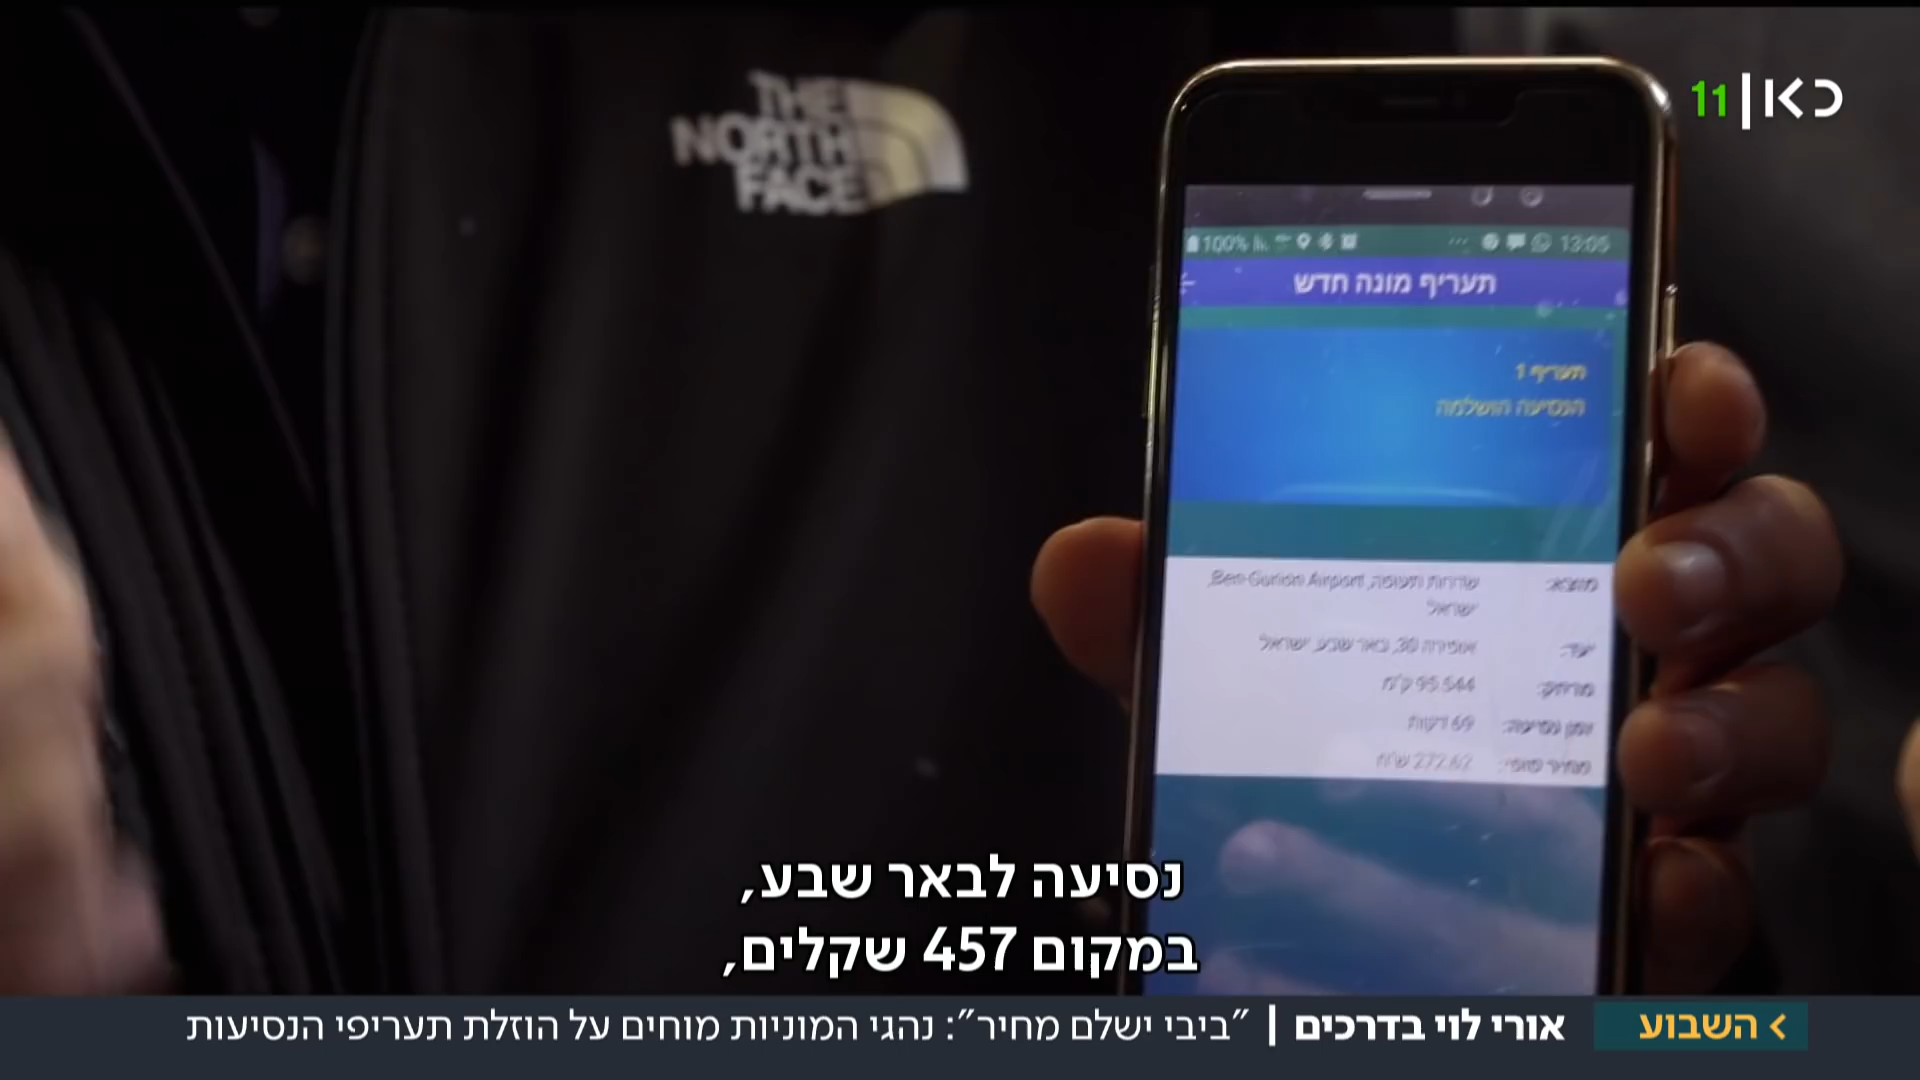 THE
NORTH
FACE
כאן 11
100% 13:05
תעריף מונה חדש
תעריף 1
הנסיעה הושלמה
מוצא: שדרות תעופה, Ben-Gurion Airport,
ישראל
יעד: אופירה 30, באר שבע, ישראל
מרחק: 95.544 ק"מ
זמן נסיעה: 69 דקות
מחיר סופי: 272.62 ש"ח
נסיעה לבאר שבע,
במקום 457 שקלים,
השבוע > אורי לוי בדרכים | "ביבי ישלם מחיר": נהגי המוניות מוחים על הוזלת תעריפי הנסיעות